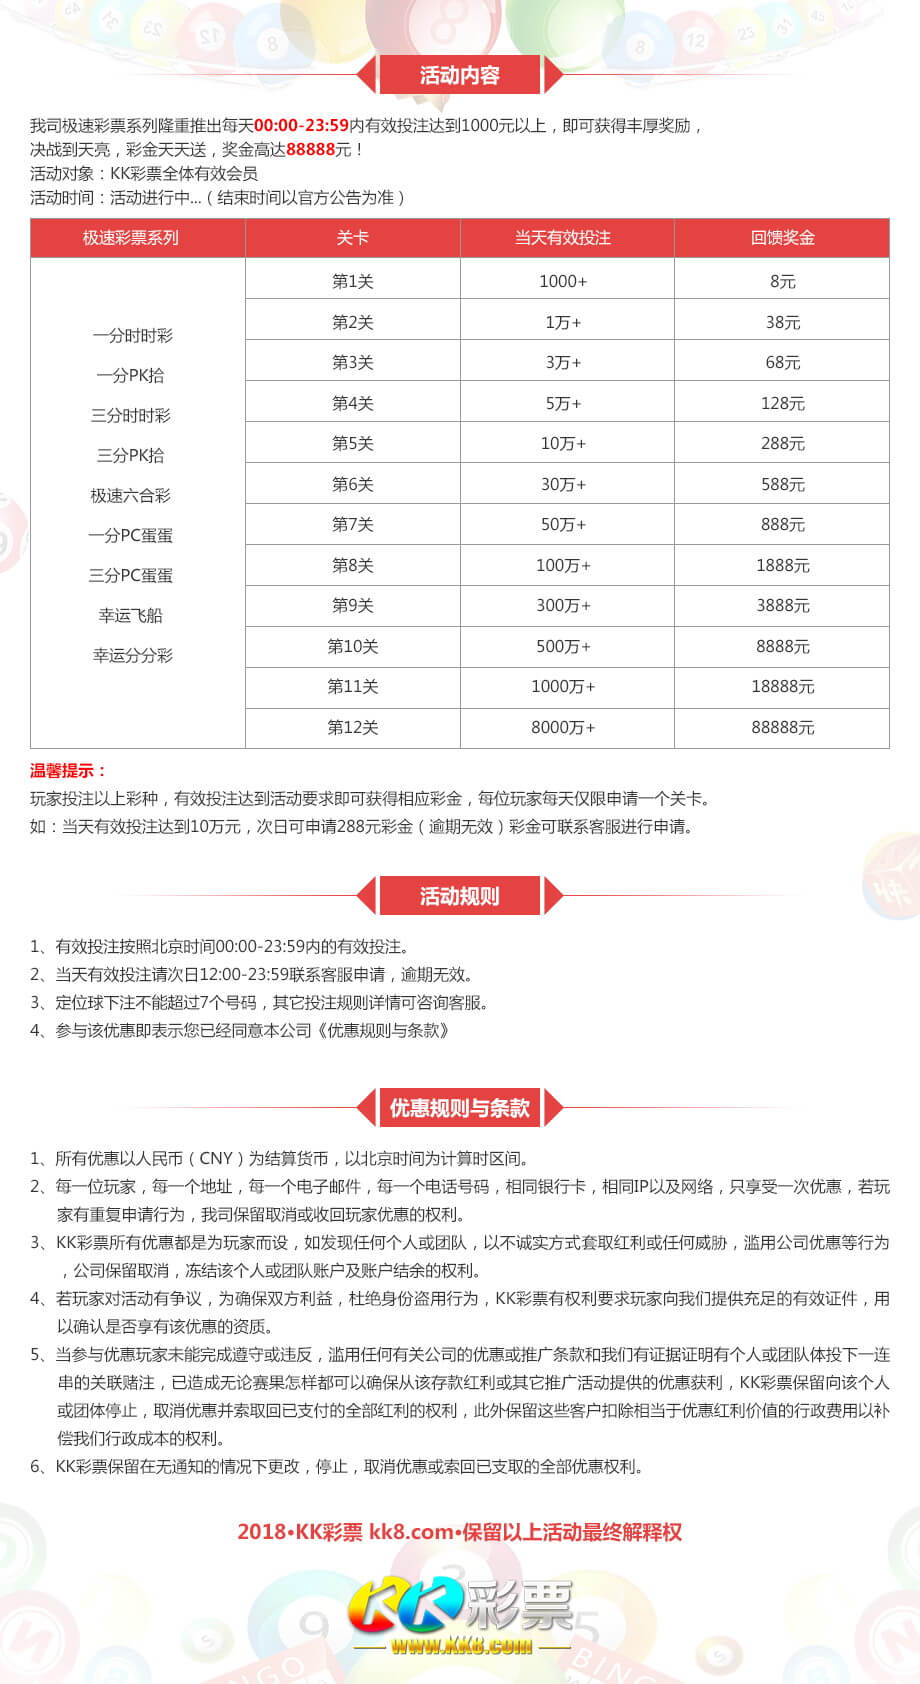 活动内容
我司极速彩票系列隆重推出每天00:00-23:59内有效投注达到1000元以上，即可获得丰厚奖励，
决战到天亮，彩金天天送，奖金高达88888元！
活动对象：KK彩票全体有效会员
活动时间：活动进行中...（结束时间以官方公告为准）
极速彩票系列 关卡 当天有效投注 回馈奖金
第1关 1000+ 8元
第2关 1万+ 38元
第3关 3万+ 68元
第4关 5万+ 128元
第5关 10万+ 288元
第6关 30万+ 588元
第7关 50万+ 888元
第8关 100万+ 1888元
第9关 300万+ 3888元
第10关 500万+ 8888元
第11关 1000万+ 18888元
第12关 8000万+ 88888元
一分时时彩
一分PK拾
三分时时彩
三分PK拾
极速六合彩
一分PC蛋蛋
三分PC蛋蛋
幸运飞船
幸运分分彩
温馨提示：
玩家投注以上彩种，有效投注达到活动要求即可获得相应彩金，每位玩家每天仅限申请一个关卡。
如：当天有效投注达到10万元，次日可申请288元彩金（逾期无效）彩金可联系客服进行申请。
活动规则
1、有效投注按照北京时间00:00-23:59内的有效投注。
2、当天有效投注请次日12:00-23:59联系客服申请，逾期无效。
3、定位球下注不能超过7个号码，其它投注规则详情可咨询客服。
4、参与该优惠即表示您已经同意本公司《优惠规则与条款》
优惠规则与条款
1、所有优惠以人民币（CNY）为结算货币，以北京时间为计算时区间。
2、每一位玩家，每一个地址，每一个电子邮件，每一个电话号码，相同银行卡，相同IP以及网络，只享受一次优惠，若玩
家有重复申请行为，我司保留取消或收回玩家优惠的权利。
3、KK彩票所有优惠都是为玩家而设，如发现任何个人或团队，以不诚实方式套取红利或任何威胁，滥用公司优惠等行为
，公司保留取消，冻结该个人或团队账户及账户结余的权利。
4、若玩家对活动有争议，为确保双方利益，杜绝身份盗用行为，KK彩票有权利要求玩家向我们提供充足的有效证件，用
以确认是否享有该优惠的资质。
5、当参与优惠玩家未能完成遵守或违反，滥用任何有关公司的优惠或推广条款和我们有证据证明有个人或团队体投下一连
串的关联赌注，已造成无论赛果怎样都可以确保从该存款红利或其它推广活动提供的优惠获利，KK彩票保留向该个人
或团体停止，取消优惠并索取回已支付的全部红利的权利，此外保留这些客户扣除相当于优惠红利价值的行政费用以补
偿我们行政成本的权利。
6、KK彩票保留在无通知的情况下更改，停止，取消优惠或索回已支取的全部优惠权利。
2018·KK彩票 kk8.com·保留以上活动最终解释权
KK彩票
www.KK8.com